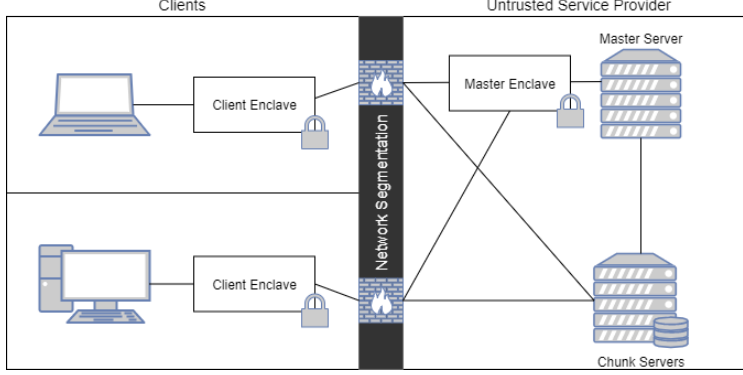 Clients
Untrusted Service Provider
Master Server
Client Enclave
Master Enclave
Network Segmentation
Client Enclave
Chunk Servers